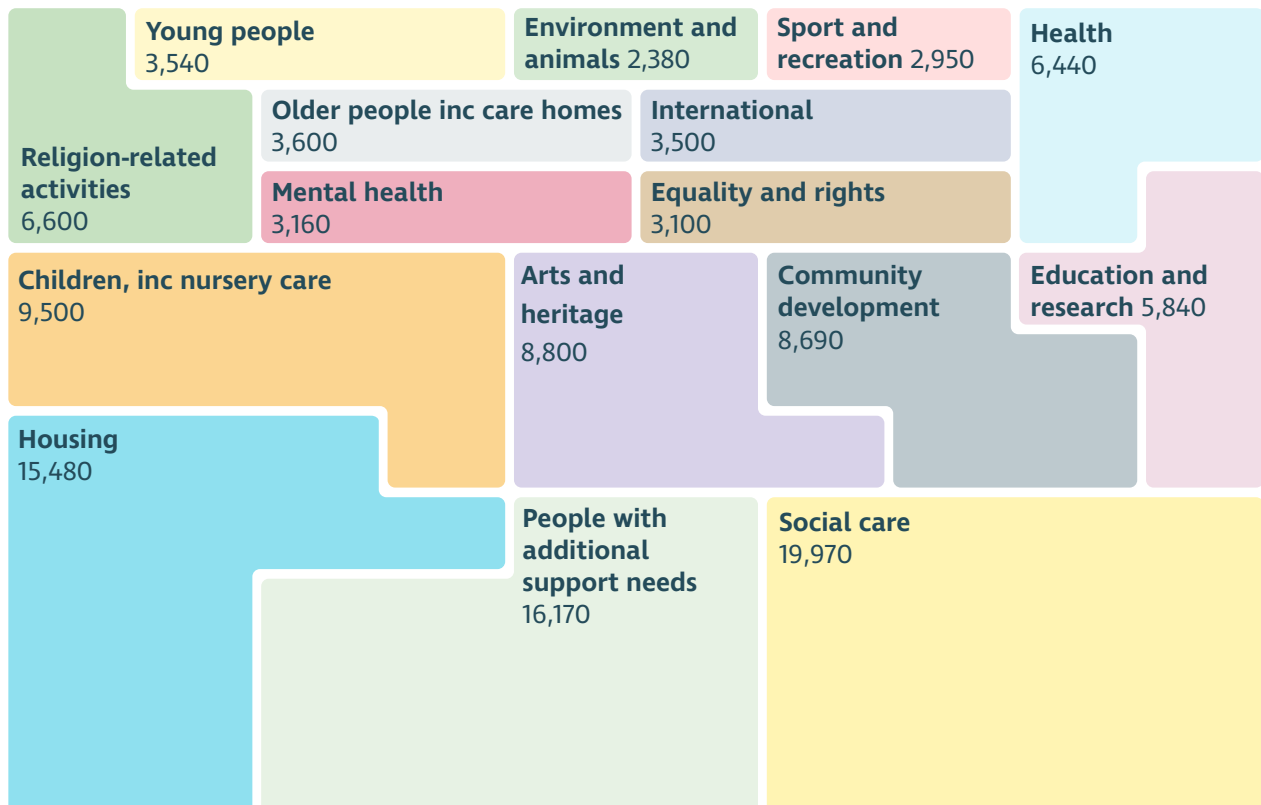 Young people
3,540
Environment and
animals 2,380
Sport and
recreation 2,950
Health
6,440
Religion-related
activities
6,600
Older people inc care homes
3,600
International
3,500
Mental health
3,160
Equality and rights
3,100
Children, inc nursery care
9,500
Arts and
heritage
8,800
Community
development
8,690
Education and
research 5,840
Housing
15,480
People with
additional
support needs
16,170
Social care
19,970